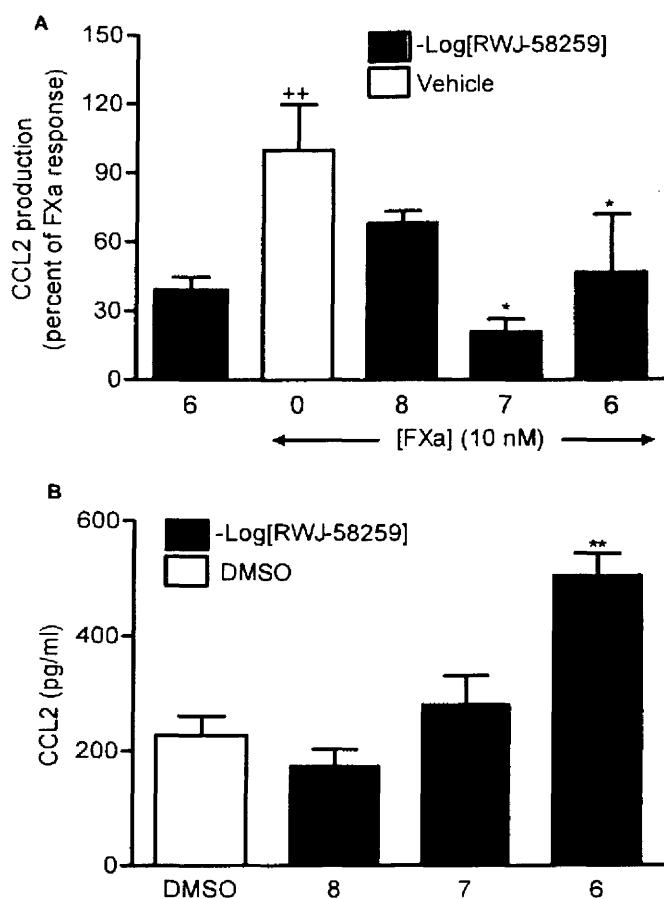 A
-Log[RWJ-58259]
Vehicle
CCL2 production
(percent of FXa response)
150
120
90
60
30
0
++
*
*
6 0 8 7 6
[FXa] (10 nM)
B
-Log[RWJ-58259]
DMSO
CCL2 (pg/ml)
600
400
200
0
**
DMSO 8 7 6